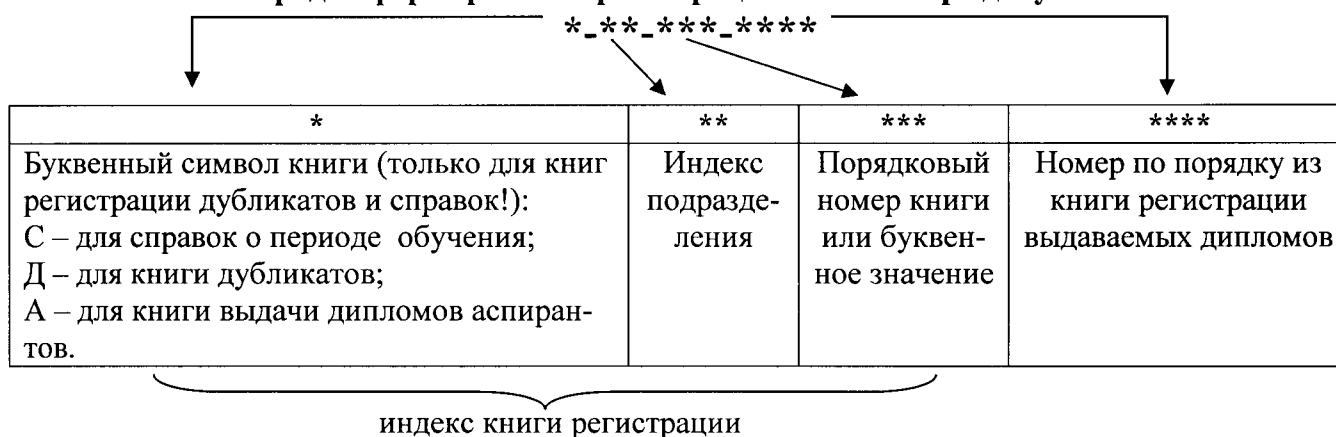 *-**-***-****
* ** *** ****
Буквенный символ книги (только для книг
регистрации дубликатов и справок!):
С – для справок о периоде обучения;
Д – для книги дубликатов;
А – для книги выдачи дипломов аспиран-
тов.
Индекс
подразде-
ления
Порядковый
номер книги
или буквен-
ное значение
Номер по порядку из
книги регистрации
выдаваемых дипломов
индекс книги регистрации